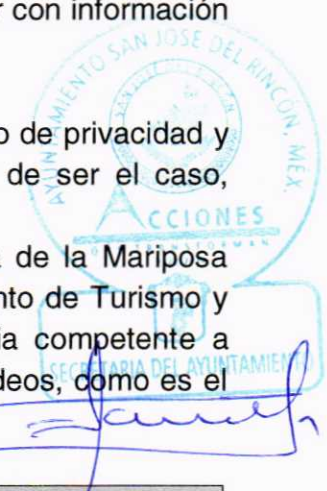 r con información
o de privacidad y
de ser el caso,
de la Mariposa
nto de Turismo y
ia competente a
deos, como es el
AYUNTAMIENTO SAN JOSE DEL RINCÓN, MEX.
ACCIONES
SECRETARIA DEL AYUNTAMIENTO